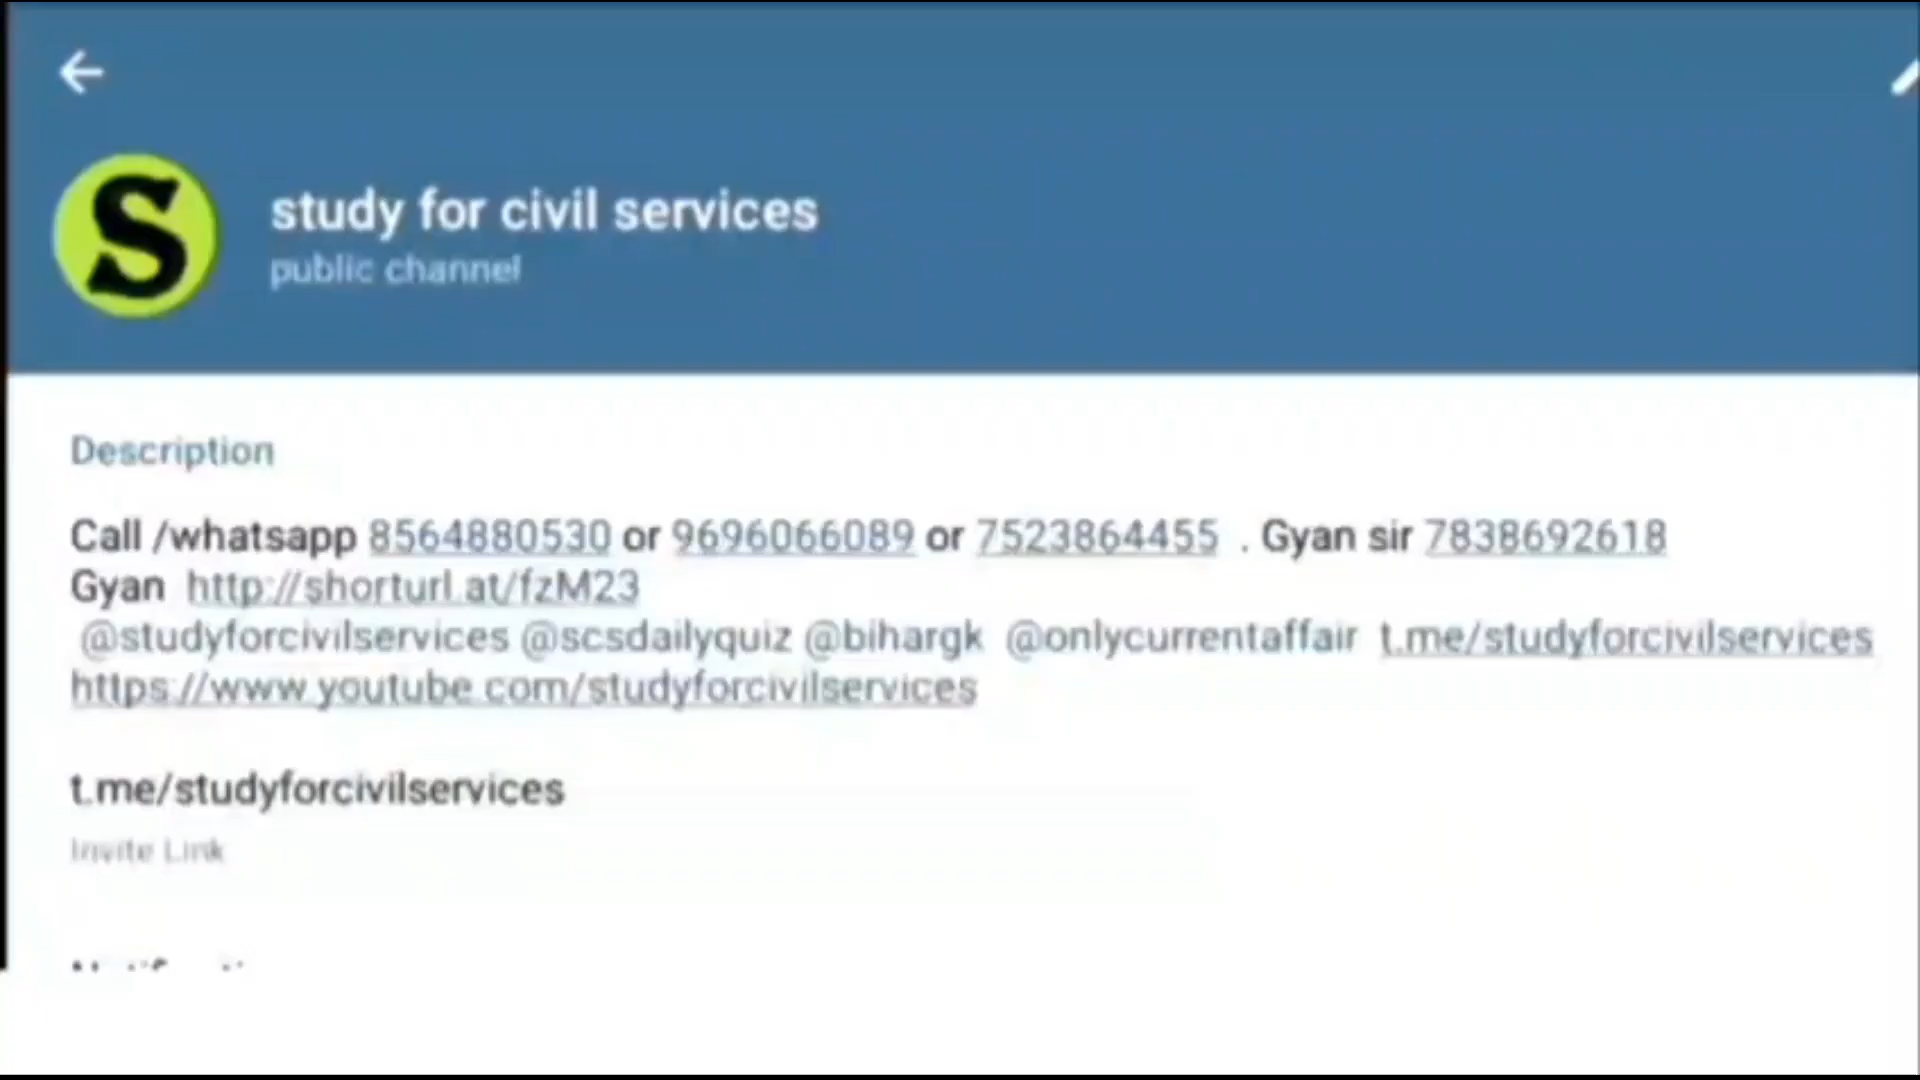 S
study for civil services
public channel
Description
Call /whatsapp 8564880530 or 9696066089 or 7523864455 . Gyan sir 7838692618
Gyan http://shorturl.at/fzM23
@studyforcivilservices @scsdailyquiz @bihargk @onlycurrentaffair t.me/studyforcivilservices
https://www.youtube.com/studyforcivilservices
t.me/studyforcivilservices
Invite Link